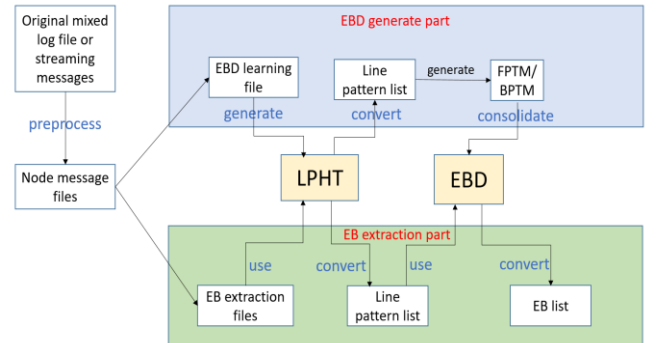 Original mixed
log file or
streaming
messages
preprocess
Node message
files
EBD generate part
EBD learning
file
generate
Line
pattern list
convert
generate
FPTM/
BPTM
consolidate
LPHT
EBD
EB extraction part
use
convert
use
convert
EB extraction
files
Line
pattern list
EB list